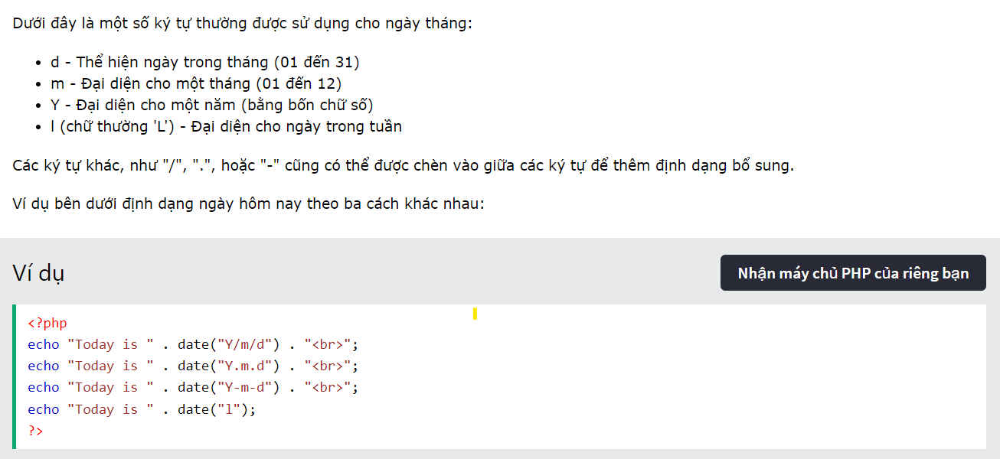 Dưới đây là một số ký tự thường được sử dụng cho ngày tháng:
• d - Thể hiện ngày trong tháng (01 đến 31)
• m - Đại diện cho một tháng (01 đến 12)
• Y - Đại diện cho một năm (bằng bốn chữ số)
• l (chữ thường 'L') - Đại diện cho ngày trong tuần
Các ký tự khác, như "/", ".", hoặc "-" cũng có thể được chèn vào giữa các ký tự để thêm định dạng bổ sung.
Ví dụ bên dưới định dạng ngày hôm nay theo ba cách khác nhau:
Ví dụ
Nhận máy chủ PHP của riêng bạn
<?php
echo "Today is " . date("Y/m/d") . "<br>";
echo "Today is " . date("Y.m.d") . "<br>";
echo "Today is " . date("Y-m-d") . "<br>";
echo "Today is " . date("l");
?>